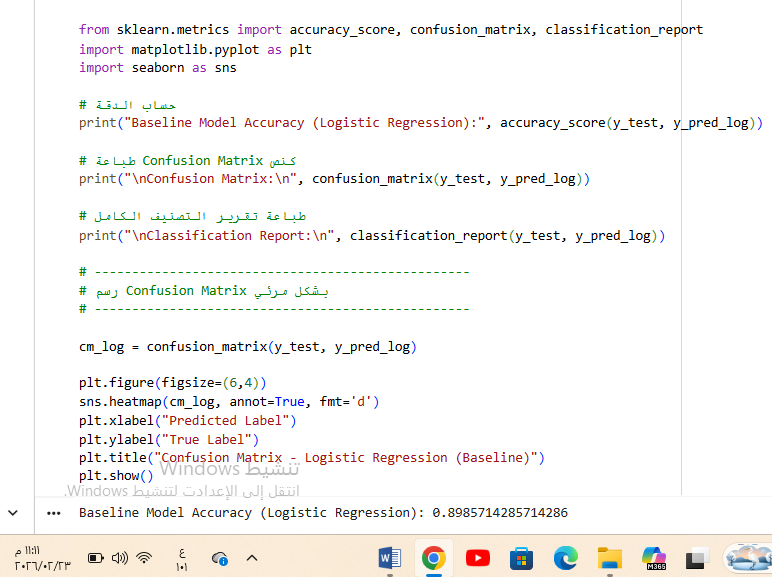 from sklearn.metrics import accuracy_score, confusion_matrix, classification_report
import matplotlib.pyplot as plt
import seaborn as sns
# حساب الدقة
print("Baseline Model Accuracy (Logistic Regression):", accuracy_score(y_test, y_pred_log))
# طباعة Confusion Matrix كنص
print("\nConfusion Matrix:\n", confusion_matrix(y_test, y_pred_log))
# طباعة تقرير التصنيف الكامل
print("\nClassification Report:\n", classification_report(y_test, y_pred_log))
# --------------------------------------------------
# رسم Confusion Matrix بشكل مرئي
# --------------------------------------------------
cm_log = confusion_matrix(y_test, y_pred_log)
plt.figure(figsize=(6,4))
sns.heatmap(cm_log, annot=True, fmt='d')
plt.xlabel("Predicted Label")
plt.ylabel("True Label")
plt.title("Confusion Matrix - Logistic Regression (Baseline)")
plt.show()
تنشيط Windows
انتقل إلى الإعدادات لتنشيط Windows.
Baseline Model Accuracy (Logistic Regression): 0.8985714285714286
١١:١١ م
٢٠٢٦/٠٢/٢٣
ع
١٠١
W
M365